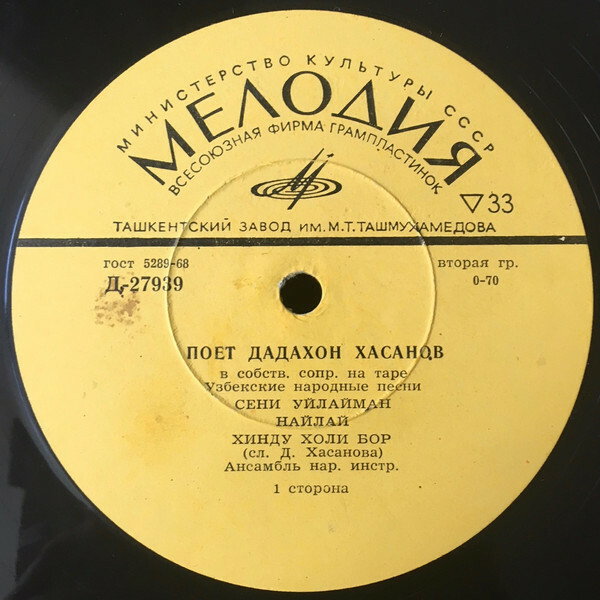 МИНИСТЕРСТВО КУЛЬТУРЫ СССР
МЕЛОДИЯ
ВСЕСОЮЗНАЯ ФИРМА ГРАМПЛАСТИНОК
▽33
ТАШКЕНТСКИЙ ЗАВОД ИМ. М.Т. ТАШМУХАМЕДОВА
гост 5289-68
вторая гр.
Д-27939
0-70
ПОЕТ ДАДАХОН ХАСАНОВ
в собств. сопр. на таре
Узбекские народные песни
СЕНИ УЙЛАЙМАН
НАЙЛАЙ
ХИНДУ ХОЛИ БОР
(сл. Д. Хасанова)
Ансамбль нар. инстр.
1 сторона